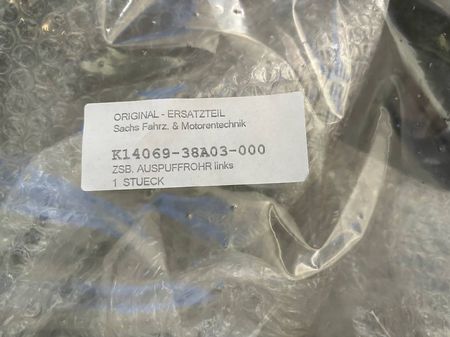 ORIGINAL - ERSATZTEIL
Sachs Fahrz. & Motorentechnik
K14069-38A03-000
ZSB. AUSPUFFROHR links
1 STUECK